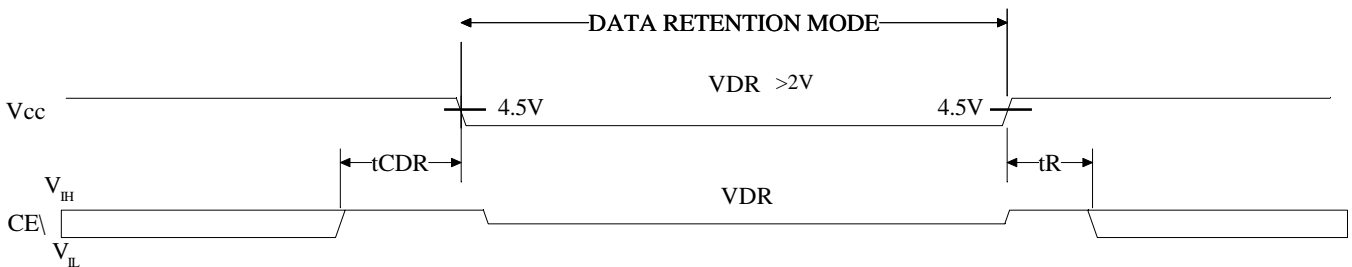 DATA RETENTION MODE
VDR >2V
Vcc
4.5V
4.5V
tCDR
tR
VIH
VDR
CE\
VIL